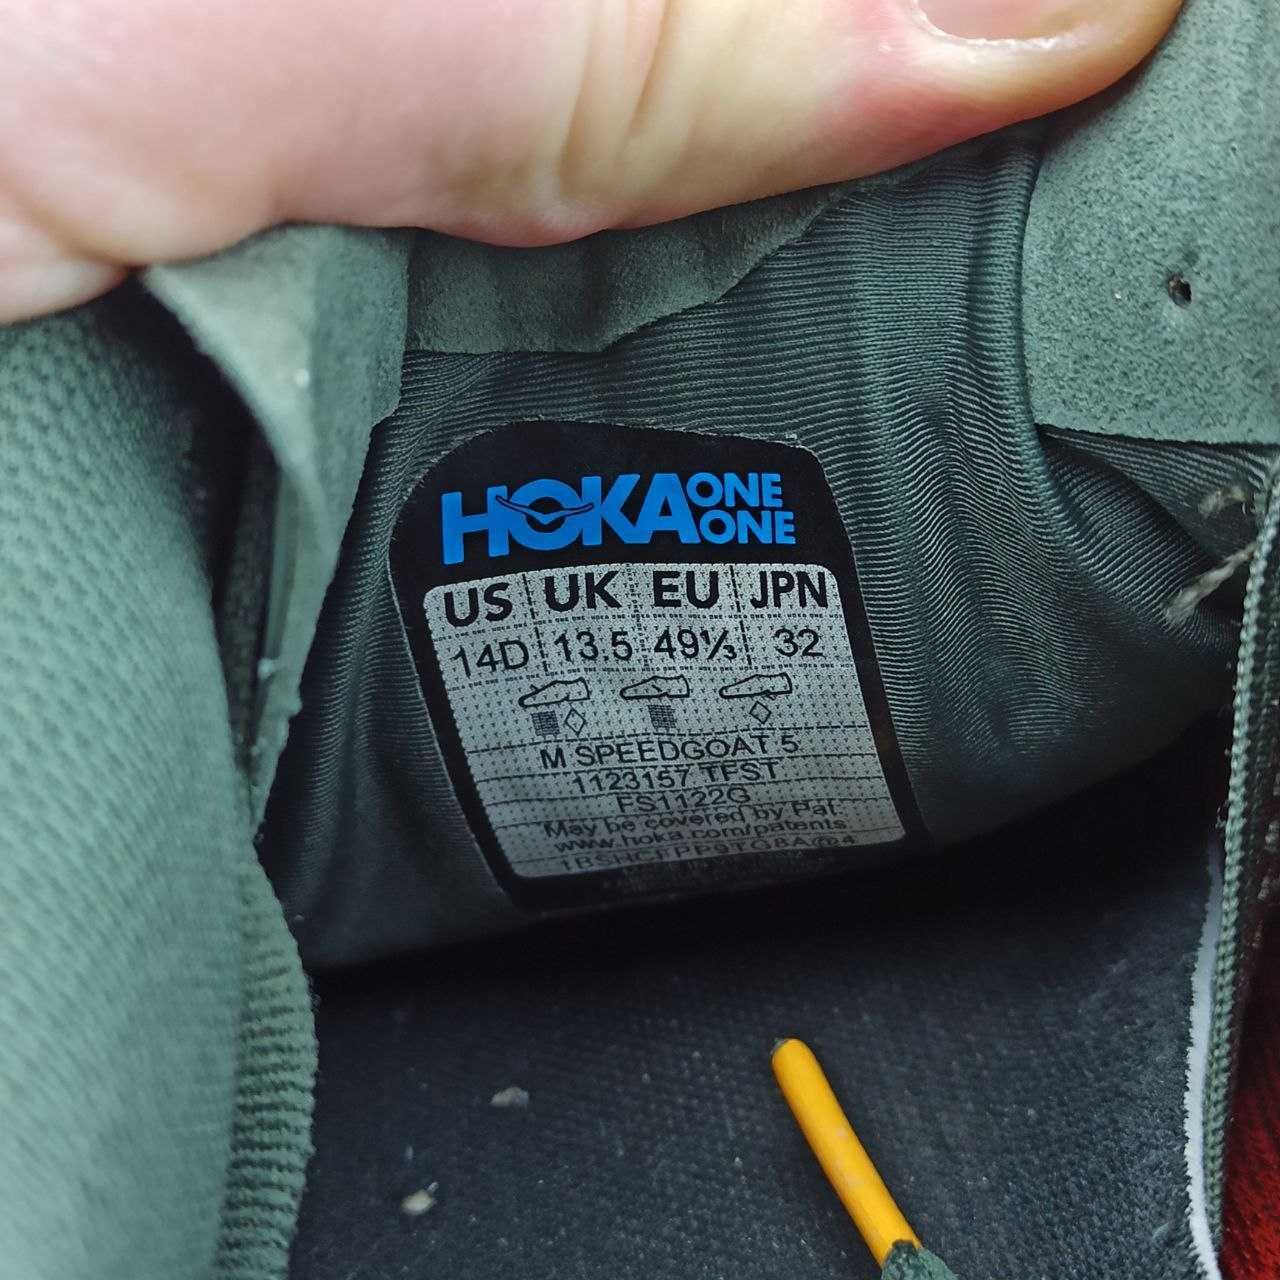 HOKA ONE ONE
US UK EU JPN
14D 13.5 49⅓ 32
M SPEEDGOAT 5
1123157 TFST
FS1122G
May be covered by Pat.
www.hoka.com/patents